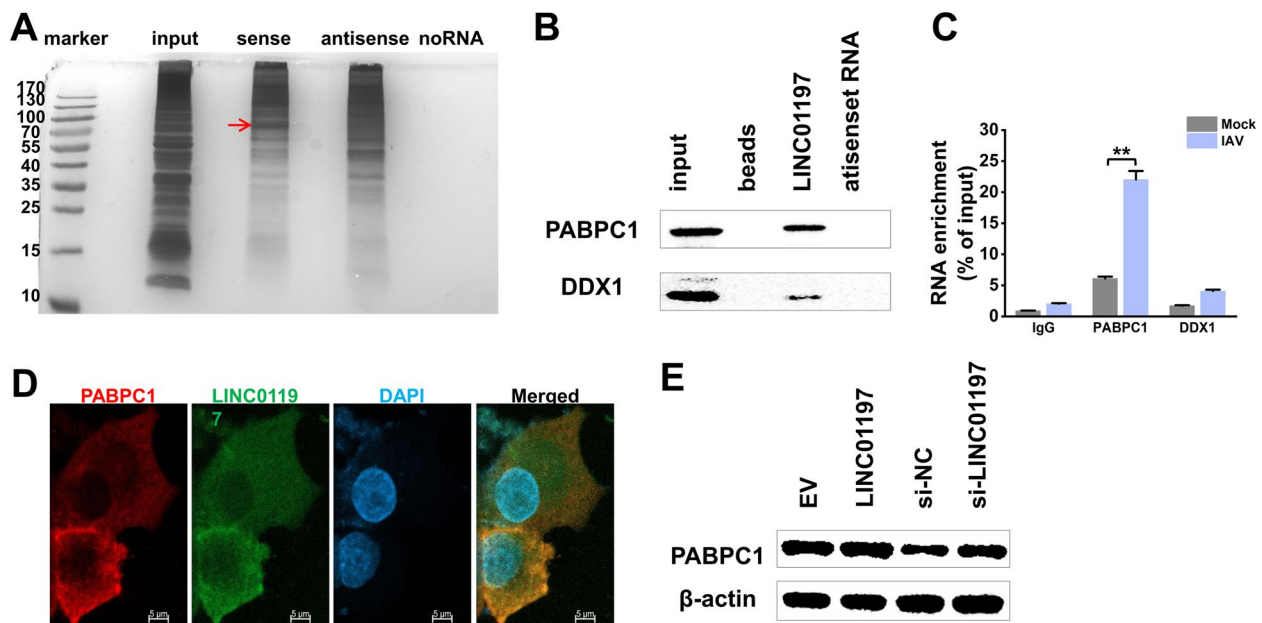 A
marker input sense antisense noRNA
170
130
100
70
55
40
35
25
15
10
B
input
beads
LINC01197
atisenset RNA
PABPC1
DDX1
C
Mock
IAV
RNA enrichment
(% of input)
30
25
20
15
10
5
0
**
IgG PABPC1 DDX1
D
PABPC1 LINC0119 DAPI Merged
7
5 μm 5 μm 5 μm 5 μm
E
EV
LINC01197
si-NC
si-LINC01197
PABPC1
β-actin